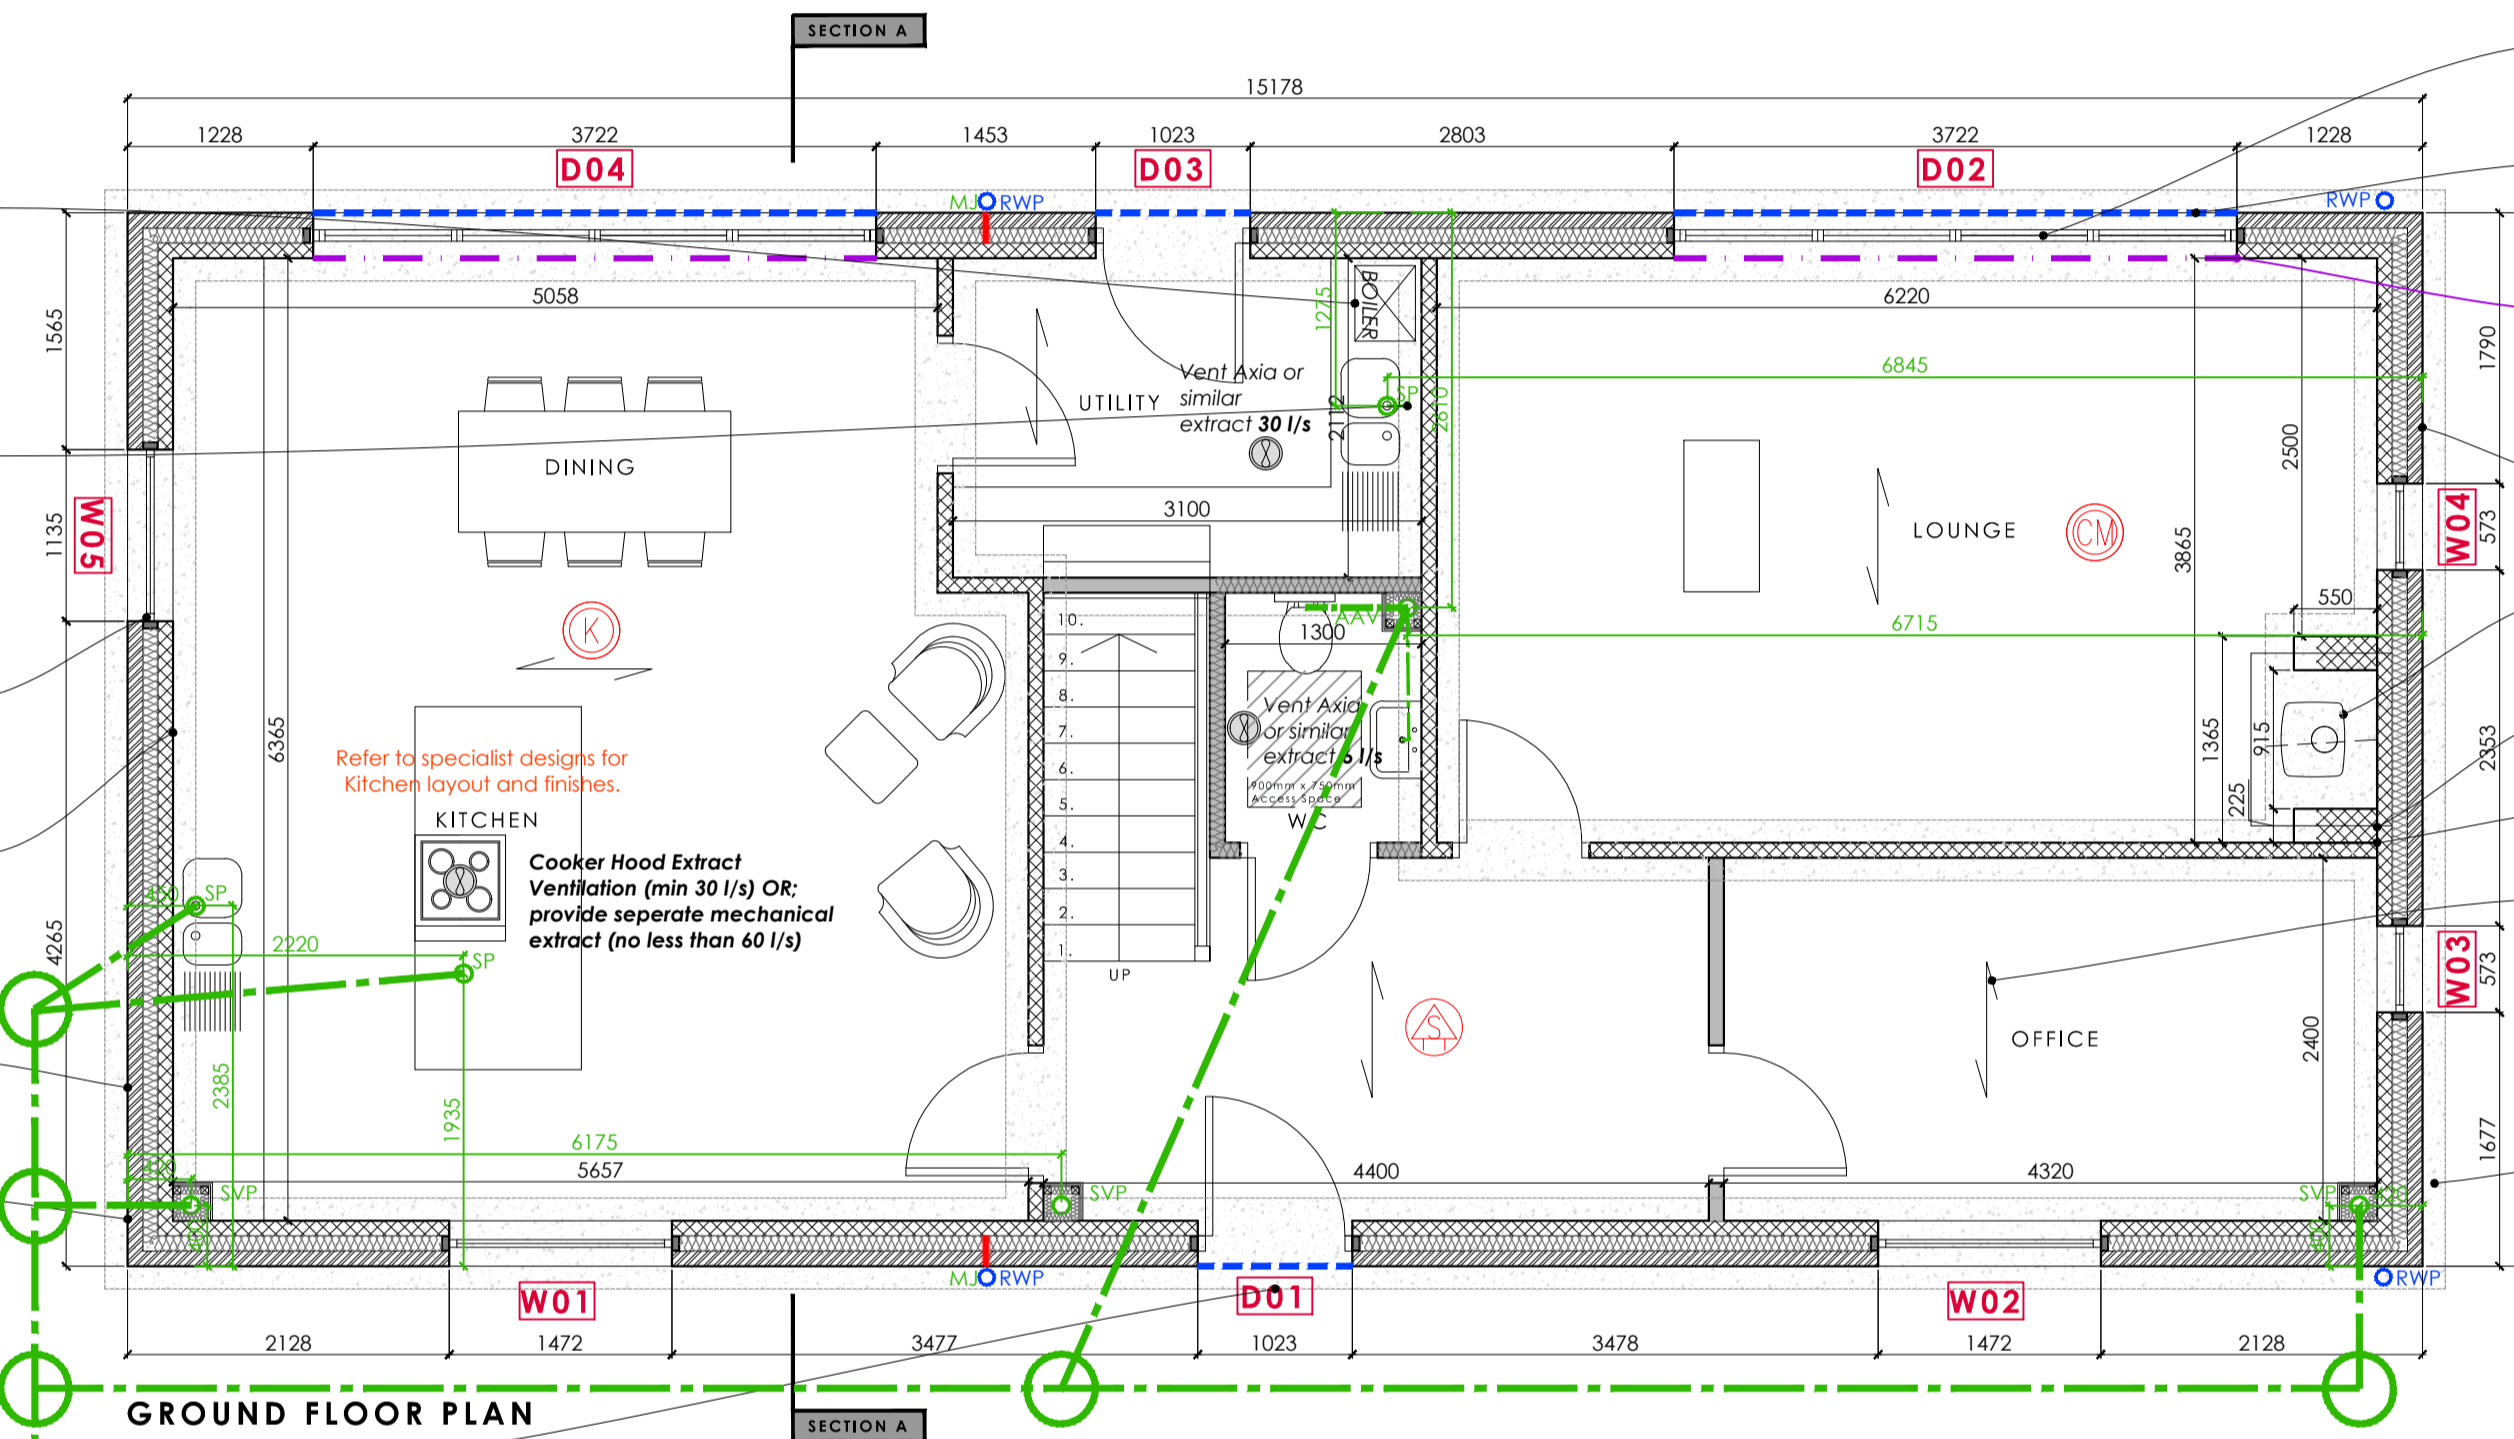 SECTION A
15178
1228
3722
1453
1023
2803
3722
1228
D04
D03
D02
MJ
RWP
RWP
BOILER
1275
5058
6220
1565
1790
6845
Vent Axia or
similar
extract 30 l/s
SP
UTILITY
2112
2610
DINING
2500
3100
LOUNGE
CM
W05
1135
W04
573
3865
550
10.
AAV
1300
6715
K
9.
8.
7.
6.
5.
4.
3.
2.
1.
UP
Vent Axia
or similar
extract 6 l/s
900mm x 750mm
Access Space
WC
6365
1365
915
225
2353
Refer to specialist designs for
Kitchen layout and finishes.
KITCHEN
Cooker Hood Extract
Ventilation (min 30 l/s) OR;
provide seperate mechanical
extract (no less than 60 l/s)
450
SP
2220
SP
4265
W03
573
S
OFFICE
2400
2385
1935
6175
1677
420
5657
4400
4320
SVP
SVP
SVP
420
400
400
MJ
RWP
RWP
W01
D01
W02
2128
1472
3477
1023
3478
1472
2128
GROUND FLOOR PLAN
SECTION A